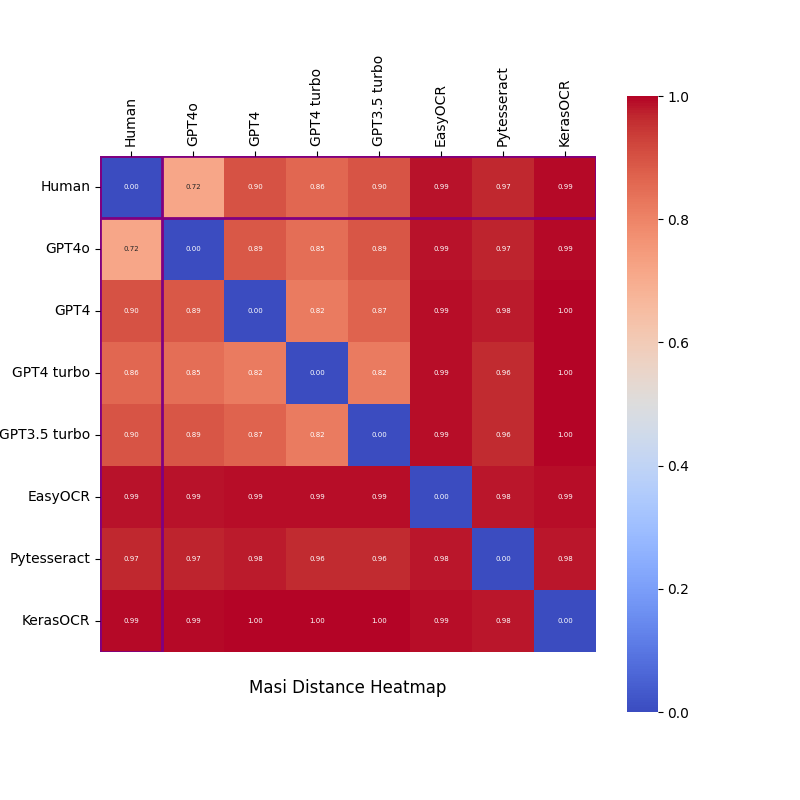 Human GPT4o GPT4 GPT4 turbo GPT3.5 turbo EasyOCR Pytesseract KerasOCR
Human 0.00 0.72 0.90 0.86 0.90 0.99 0.97 0.99
GPT4o 0.72 0.00 0.89 0.85 0.89 0.99 0.97 0.99
GPT4 0.90 0.89 0.00 0.82 0.87 0.99 0.98 1.00
GPT4 turbo 0.86 0.85 0.82 0.00 0.82 0.99 0.96 1.00
GPT3.5 turbo 0.90 0.89 0.87 0.82 0.00 0.99 0.96 1.00
EasyOCR 0.99 0.99 0.99 0.99 0.99 0.00 0.98 0.99
Pytesseract 0.97 0.97 0.98 0.96 0.96 0.98 0.00 0.98
KerasOCR 0.99 0.99 1.00 1.00 1.00 0.99 0.98 0.00
Masi Distance Heatmap
1.0
0.8
0.6
0.4
0.2
0.0